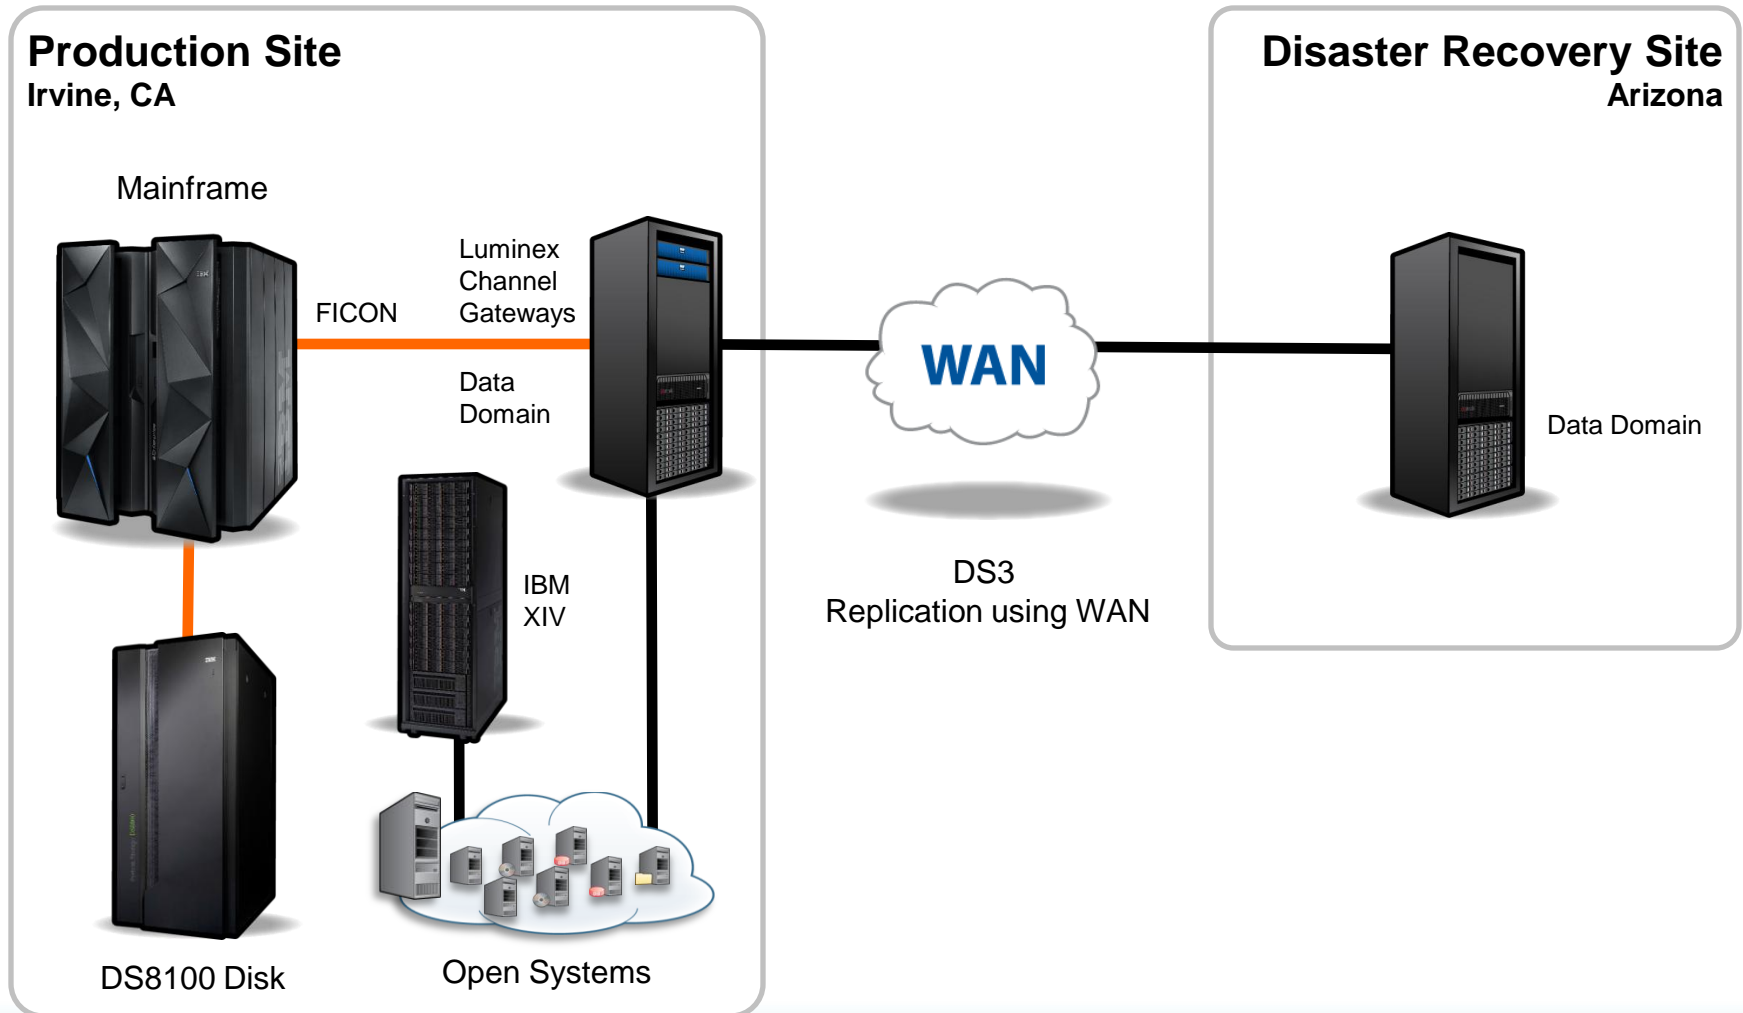 Production Site
Irvine, CA
Disaster Recovery Site
Arizona
Mainframe
FICON
Luminex
Channel
Gateways
Data
Domain
WAN
Data Domain
IBM
XIV
DS3
Replication using WAN
DS8100 Disk
Open Systems